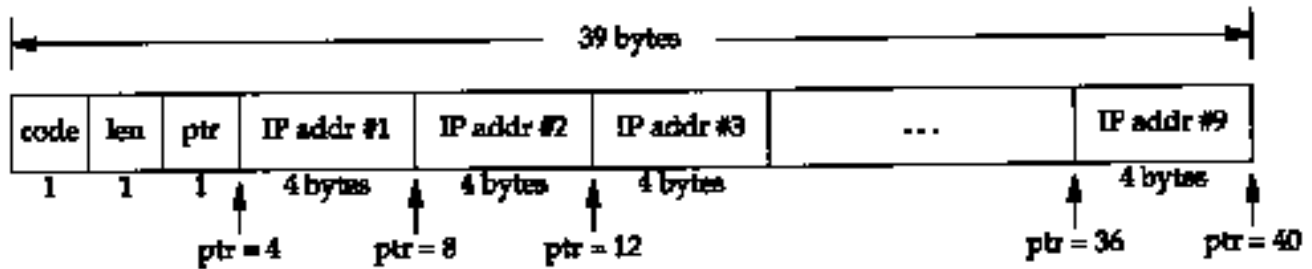 39 bytes
code len ptr IP addr #1 IP addr #2 IP addr #3 ... IP addr #9
1 1 1 4 bytes 4 bytes 4 bytes 4 bytes
ptr = 4 ptr = 8 ptr = 12 ptr = 36 ptr = 40